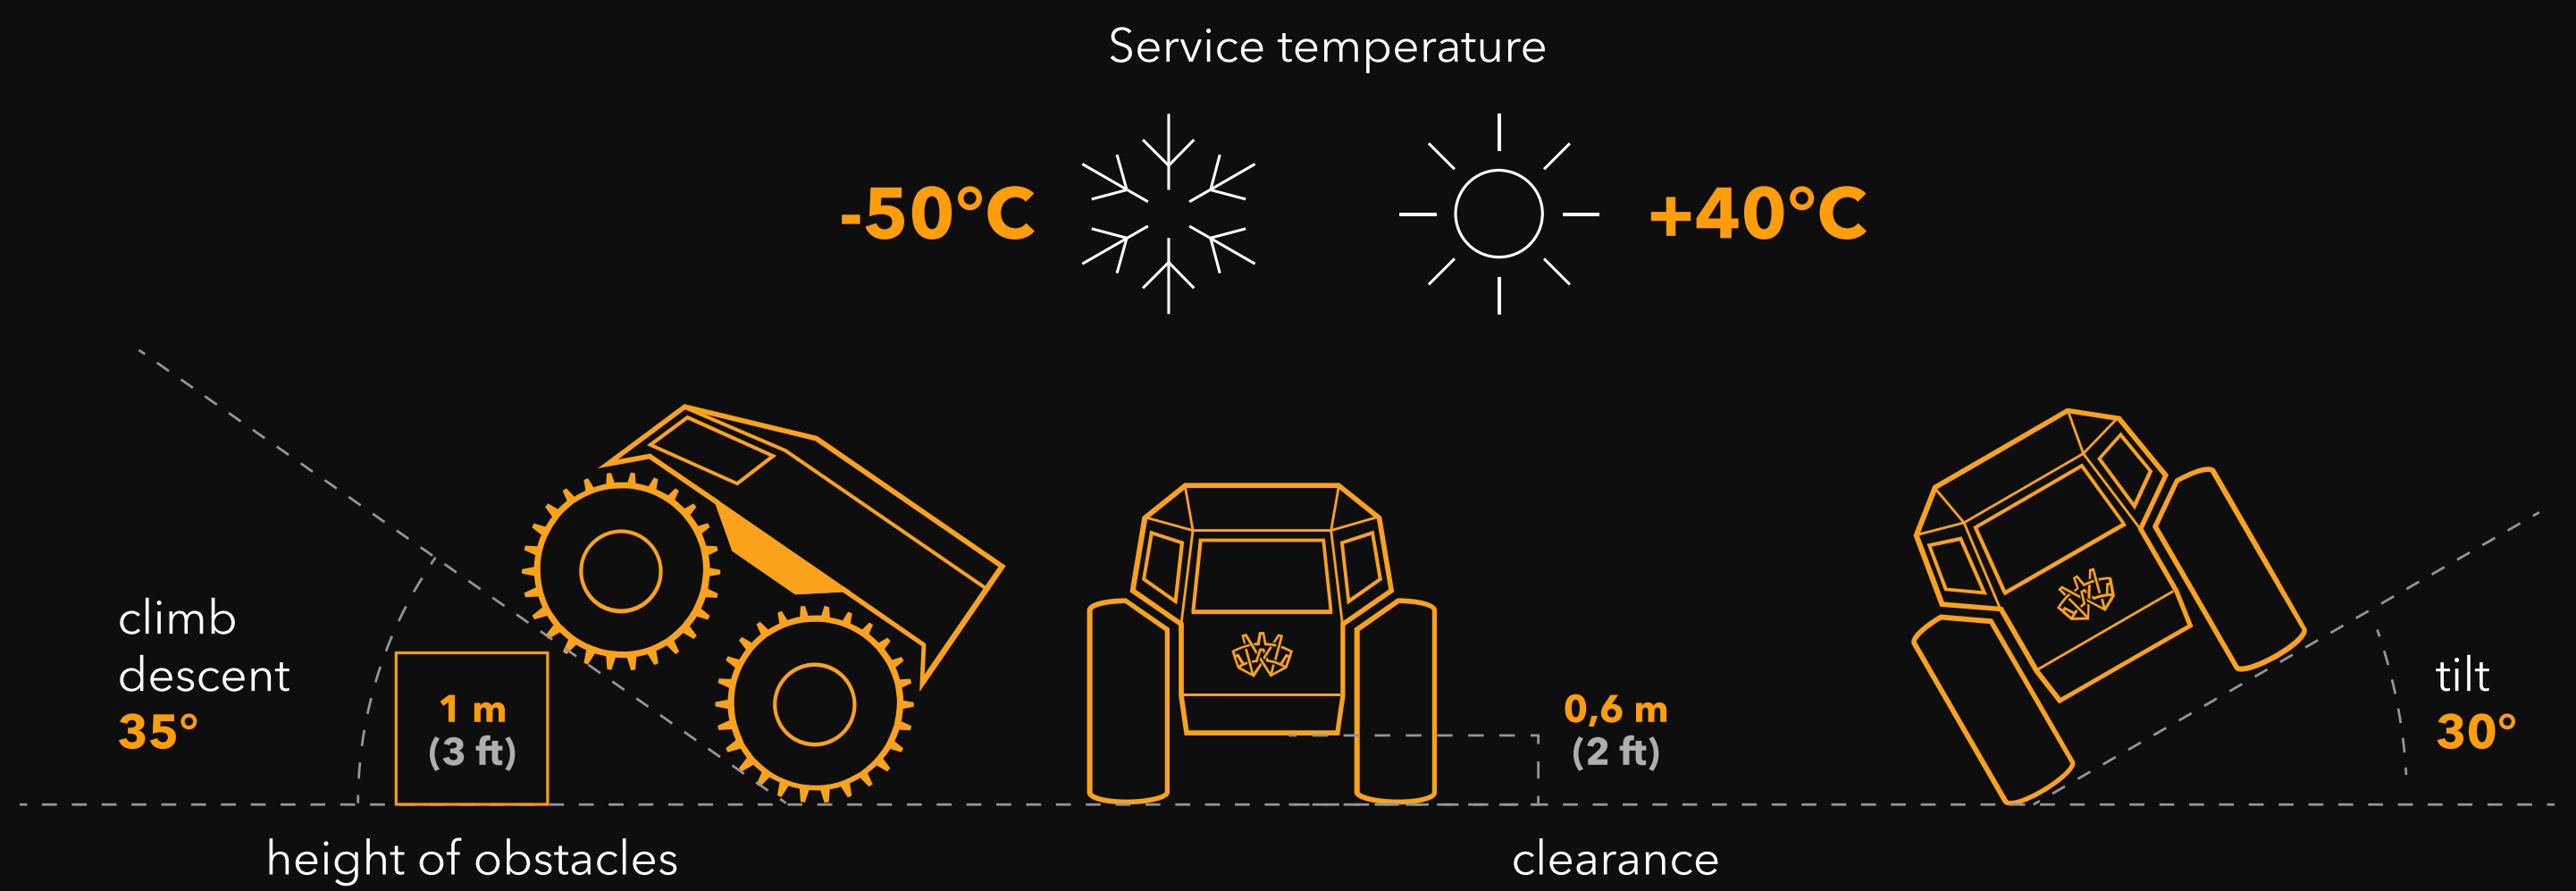 Service temperature
-50°C
+40°C
climb
descent
35°
1 m
(3 ft)
0,6 m
(2 ft)
tilt
30°
height of obstacles
clearance